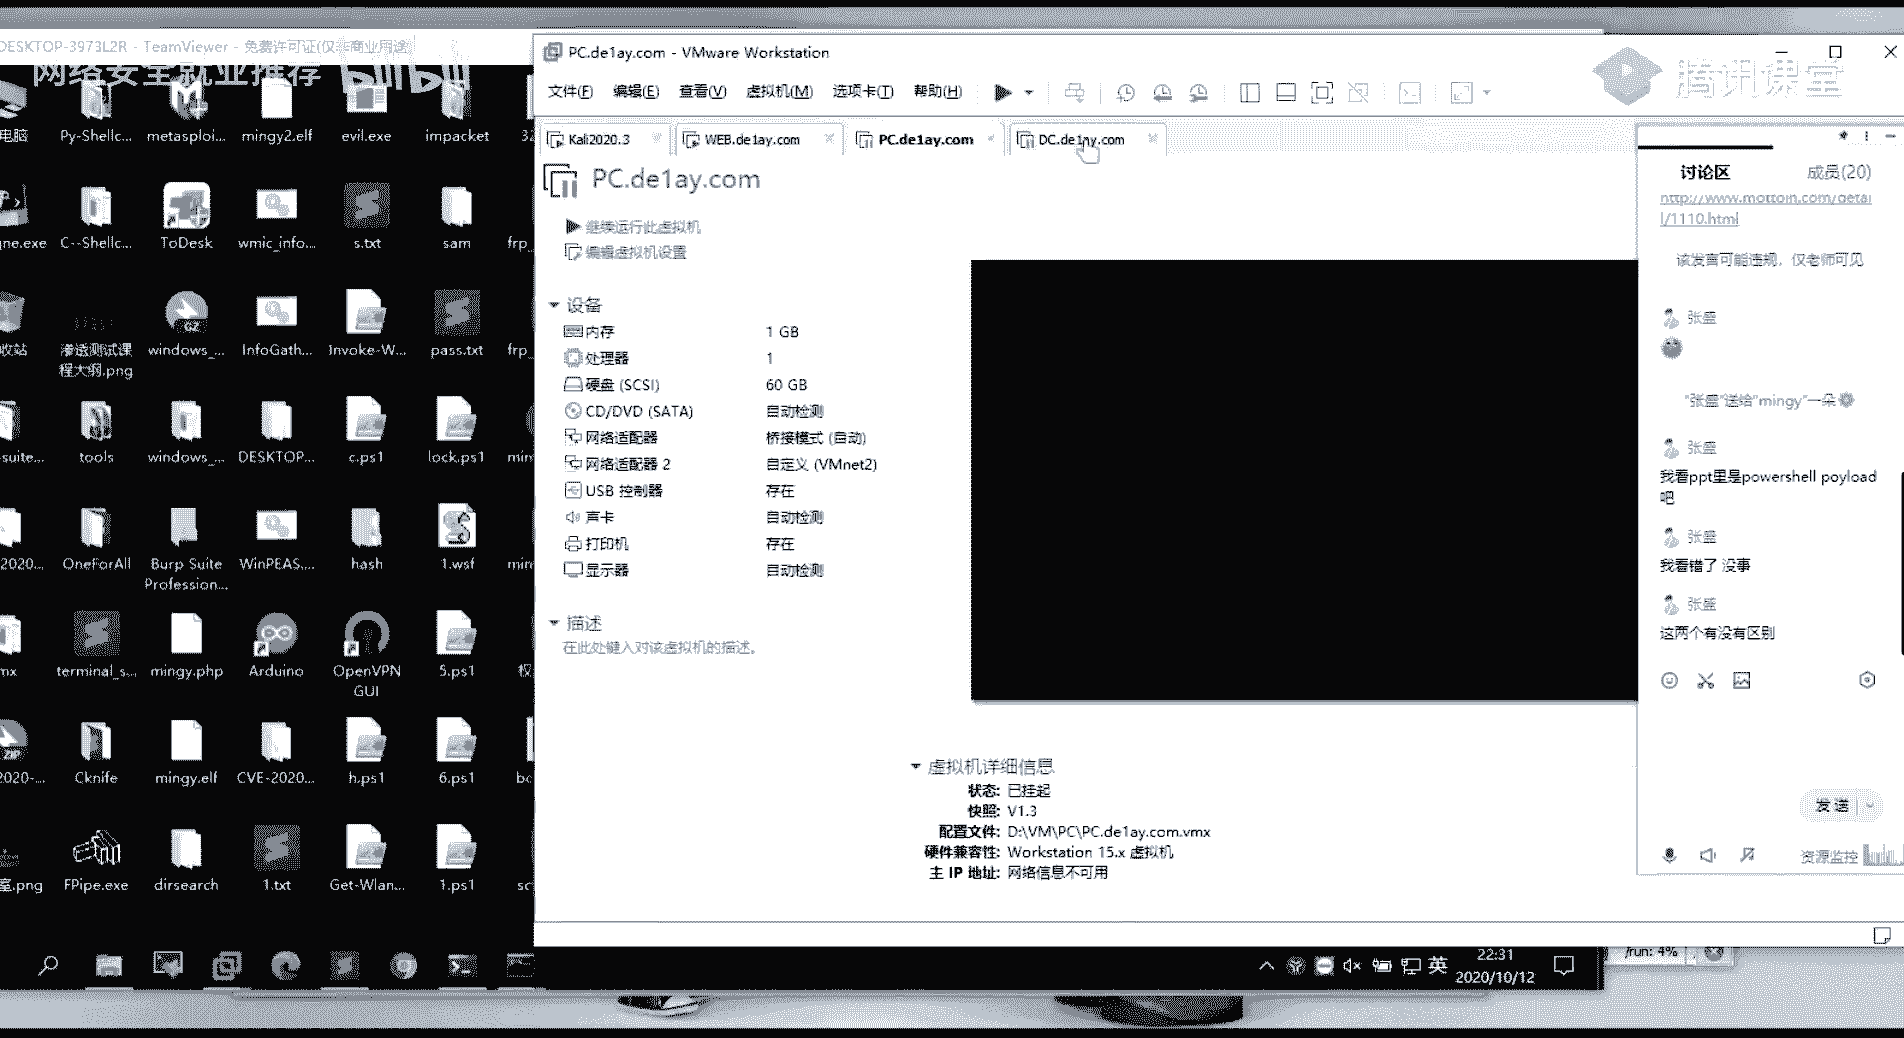 DESKTOP-3973L2R - TeamViewer - 免费许可证(仅非商业用途)
网络安全就业推荐 bilibili
腾讯课堂
PC.de1ay.com - VMware Workstation
文件(F) 编辑(E) 查看(V) 虚拟机(M) 选项卡(T) 帮助(H)
Kali2020.3 WEB.de1ay.com PC.de1ay.com DC.de1ay.com
PC.de1ay.com
继续运行此虚拟机
编辑虚拟机设置
设备
内存 1 GB
处理器 1
硬盘 (SCSI) 60 GB
CD/DVD (SATA) 自动检测
网络适配器 桥接模式 (自动)
网络适配器 2 自定义 (VMnet2)
USB 控制器 存在
声卡 自动检测
打印机 存在
显示器 自动检测
描述
在此处键入对该虚拟机的描述。
虚拟机详细信息
状态: 已挂起
快照: V1.3
配置文件: D:\VM\PC\PC.de1ay.com.vmx
硬件兼容性: Workstation 15.x 虚拟机
主 IP 地址: 网络信息不可用
电脑 Py-Shellc... metasploi... mingy2.elf evil.exe impacket 32
ne.exe C--Shellc... ToDesk wmic_info... s.txt sam frp_
收站 渗透测试课 windows_... InfoGath... Invoke-W... pass.txt frp_
程大纲.png
suite... tools windows_... DESKTOP... c.ps1 lock.ps1 mim
2020... OneForAll Burp Suite WinPEAS,... hash 1.wsf mim
Profession...
mx terminal_s... mingy.php Arduino OpenVPN 5.ps1 权
GUI
2020-... Cknife mingy.elf CVE-2020... h.ps1 6.ps1 bc
室.png FPipe.exe dirsearch 1.txt Get-Wlan... 1.ps1 sc
讨论区 成员(20)
http://www.mottoin.com/detai
l/1110.html
该发言可能违规，仅老师可见
张盛
"张盛"送给"mingy"一朵
张盛
我看ppt里是powershell poyload
吧
张盛
我看错了 没事
张盛
这两个有没有区别
发送
资源监控
/run: 4%
英
22:31
2020/10/12